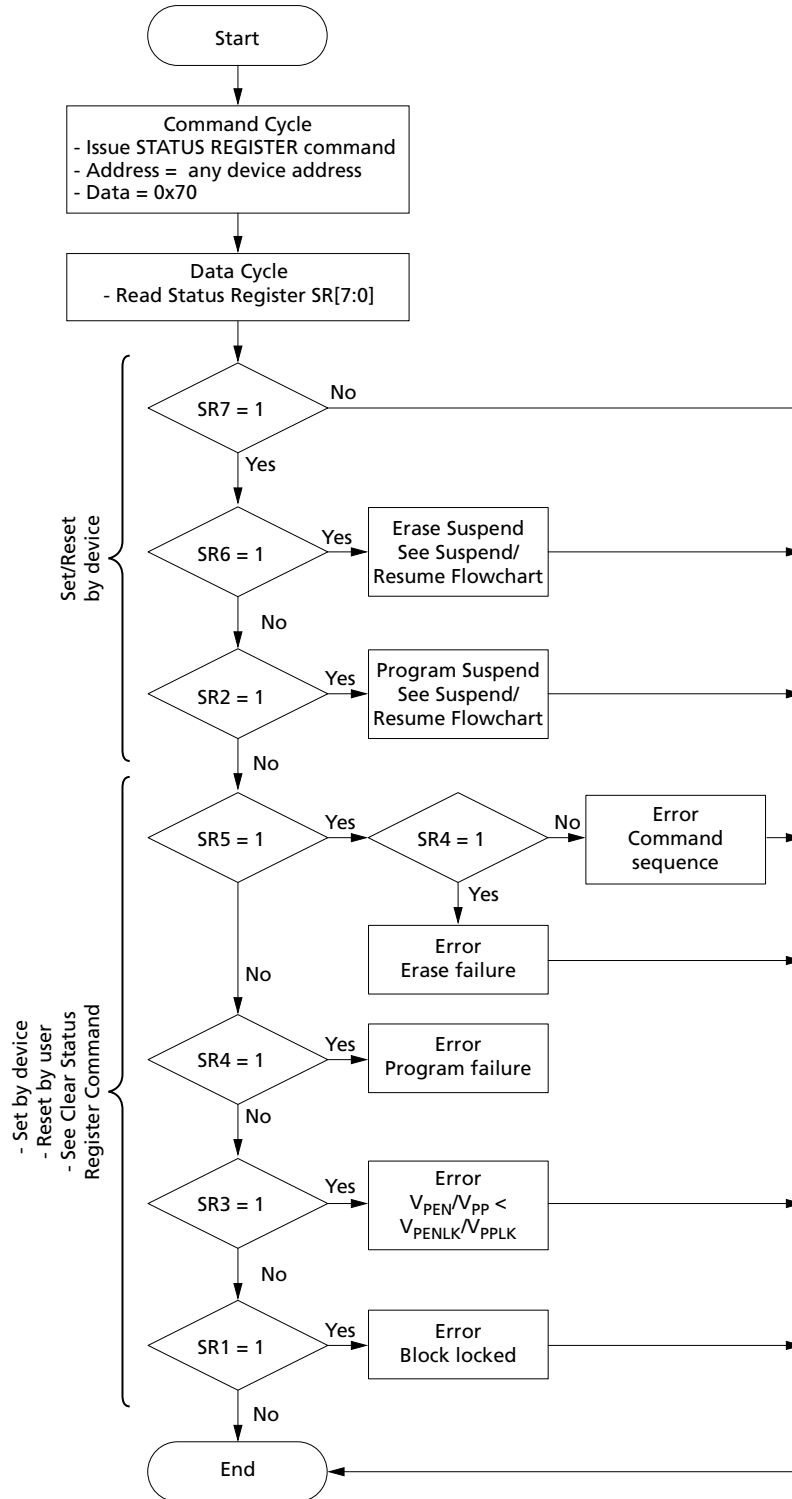 Start
Command Cycle
- Issue STATUS REGISTER command
- Address = any device address
- Data = 0x70
Data Cycle
- Read Status Register SR[7:0]
Set/Reset
by device
SR7 = 1
No
Yes
SR6 = 1
Yes
Erase Suspend
See Suspend/
Resume Flowchart
No
SR2 = 1
Yes
Program Suspend
See Suspend/
Resume Flowchart
No
- Set by device
- Reset by user
- See Clear Status
Register Command
SR5 = 1
Yes
SR4 = 1
No
Error
Command
sequence
Yes
Error
Erase failure
No
SR4 = 1
Yes
Error
Program failure
No
SR3 = 1
Yes
Error
VPEN/VPP <
VPENLK/VPPLK
No
SR1 = 1
Yes
Error
Block locked
No
End